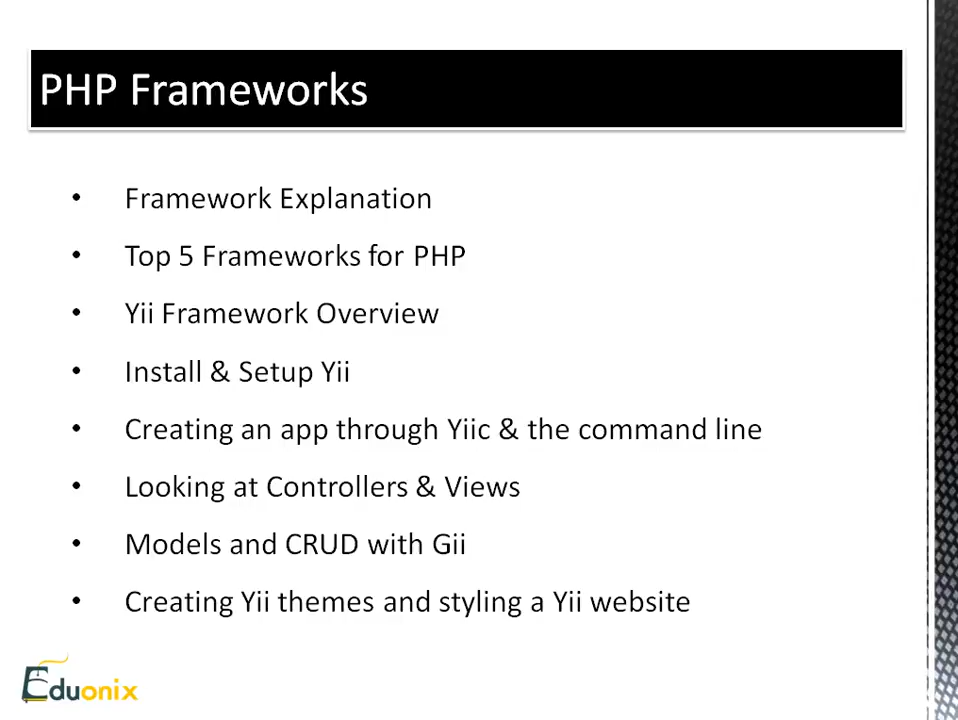 PHP Frameworks
• Framework Explanation
• Top 5 Frameworks for PHP
• Yii Framework Overview
• Install & Setup Yii
• Creating an app through Yiic & the command line
• Looking at Controllers & Views
• Models and CRUD with Gii
• Creating Yii themes and styling a Yii website
Eduonix